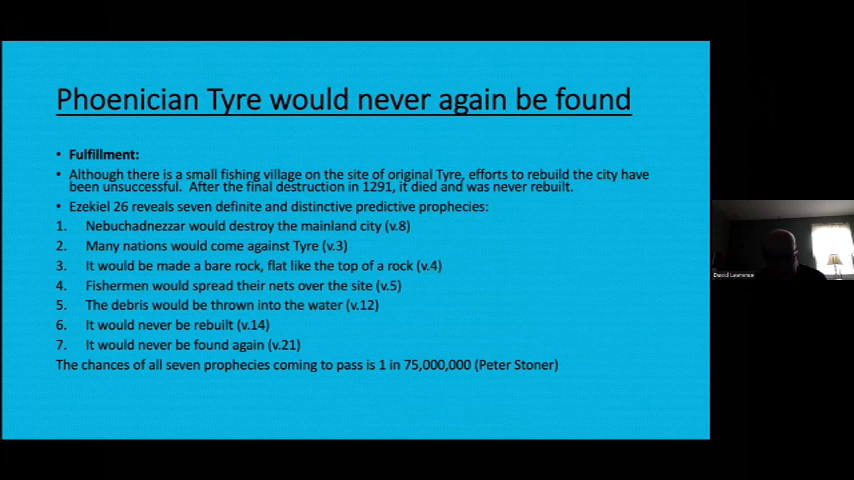 Phoenician Tyre would never again be found
• Fulfillment:
• Although there is a small fishing village on the site of original Tyre, efforts to rebuild the city have
been unsuccessful. After the final destruction in 1291, it died and was never rebuilt.
• Ezekiel 26 reveals seven definite and distinctive predictive prophecies:
1. Nebuchadnezzar would destroy the mainland city (v.8)
2. Many nations would come against Tyre (v.3)
3. It would be made a bare rock, flat like the top of a rock (v.4)
4. Fishermen would spread their nets over the site (v.5)
5. The debris would be thrown into the water (v.12)
6. It would never be rebuilt (v.14)
7. It would never be found again (v.21)
The chances of all seven prophecies coming to pass is 1 in 75,000,000 (Peter Stoner)
David Lawrence